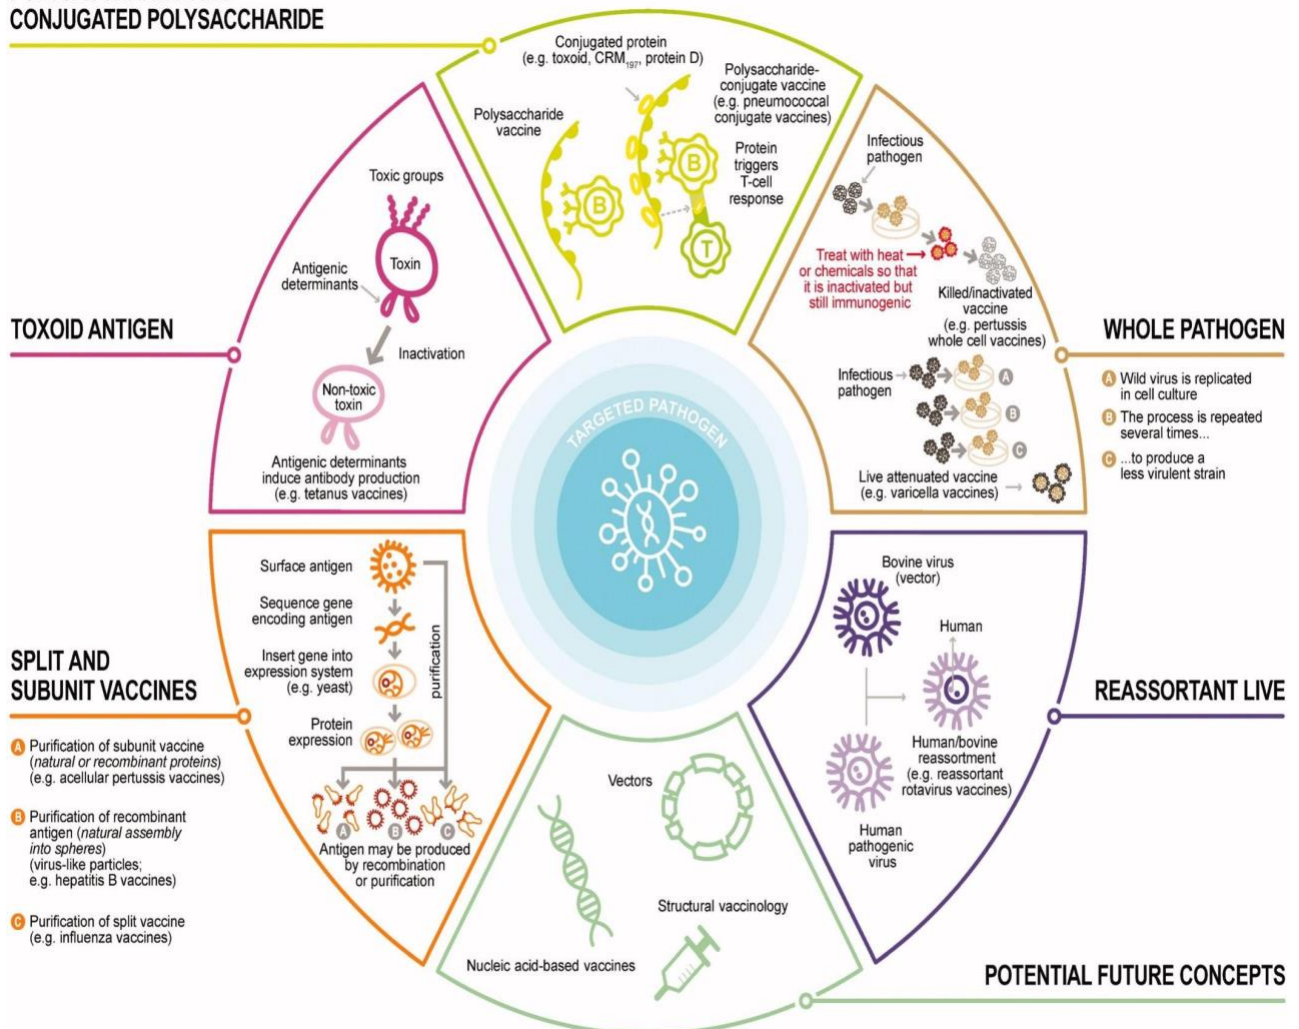 CONJUGATED POLYSACCHARIDE
Conjugated protein
(e.g. toxoid, CRM197, protein D)
Polysaccharide
vaccine
B
Polysaccharide-
conjugate vaccine
(e.g. pneumococcal
conjugate vaccines)
Protein
triggers
T-cell
response
B
T
TOXOID ANTIGEN
Toxic groups
Toxin
Antigenic
determinants
Inactivation
Non-toxic
toxin
Antigenic determinants
induce antibody production
(e.g. tetanus vaccines)
WHOLE PATHOGEN
Infectious
pathogen
Treat with heat
or chemicals so that
it is inactivated but
still immunogenic
Killed/inactivated
vaccine
(e.g. pertussis
whole cell vaccines)
Infectious
pathogen
A
B
C
Live attenuated vaccine
(e.g. varicella vaccines)
A Wild virus is replicated
in cell culture
B The process is repeated
several times...
C ...to produce a
less virulent strain
TARGETED PATHOGEN
SPLIT AND
SUBUNIT VACCINES
A Purification of subunit vaccine
(natural or recombinant proteins)
(e.g. acellular pertussis vaccines)
B Purification of recombinant
antigen (natural assembly
into spheres)
(virus-like particles;
e.g. hepatitis B vaccines)
C Purification of split vaccine
(e.g. influenza vaccines)
Surface antigen
Sequence gene
encoding antigen
Insert gene into
expression system
(e.g. yeast)
Protein
expression
purification
A
B
C
Antigen may be produced
by recombination
or purification
REASSORTANT LIVE
Bovine virus
(vector)
Human
Human/bovine
reassortment
(e.g. reassortant
rotavirus vaccines)
Human
pathogenic
virus
Vectors
Structural vaccinology
Nucleic acid-based vaccines
POTENTIAL FUTURE CONCEPTS